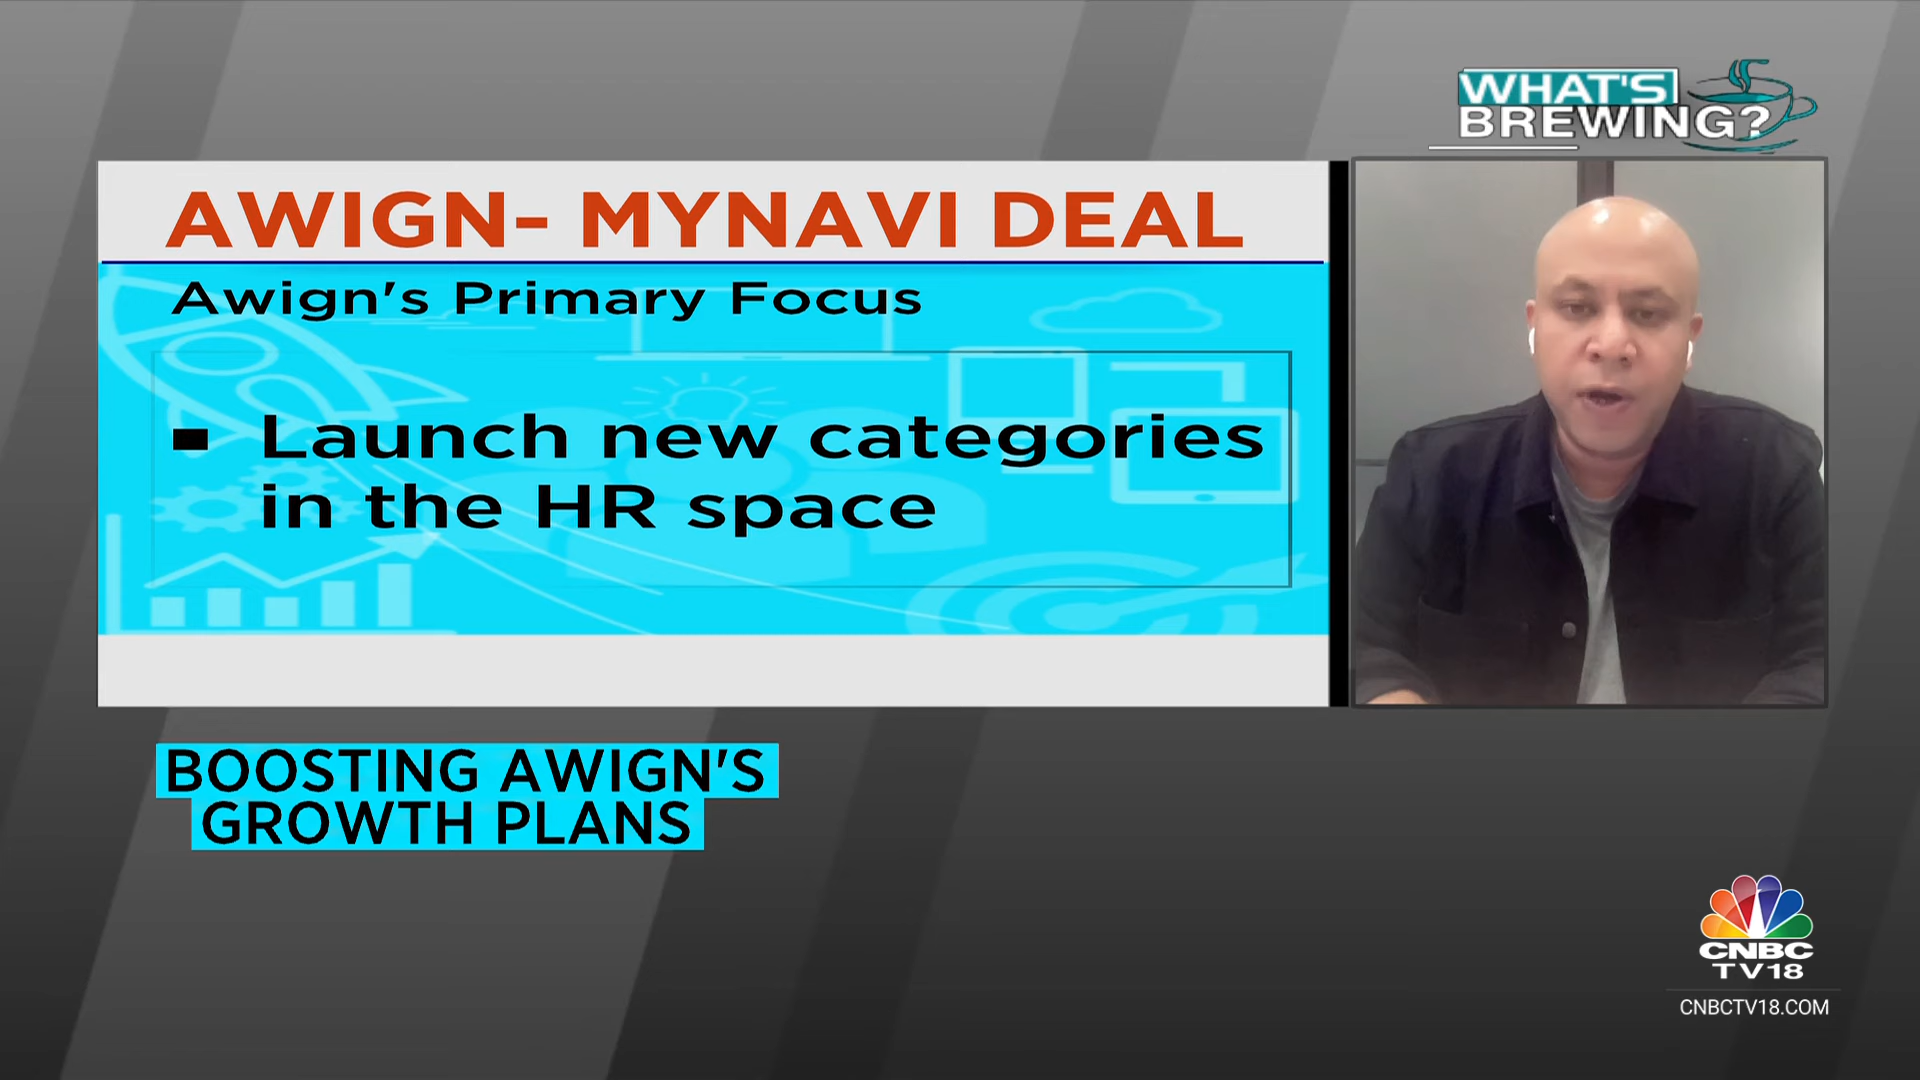 WHAT'S
BREWING?
AWIGN- MYNAVI DEAL
Awign's Primary Focus
▪ Launch new categories
in the HR space
BOOSTING AWIGN'S
GROWTH PLANS
CNBC
TV18
CNBCTV18.COM